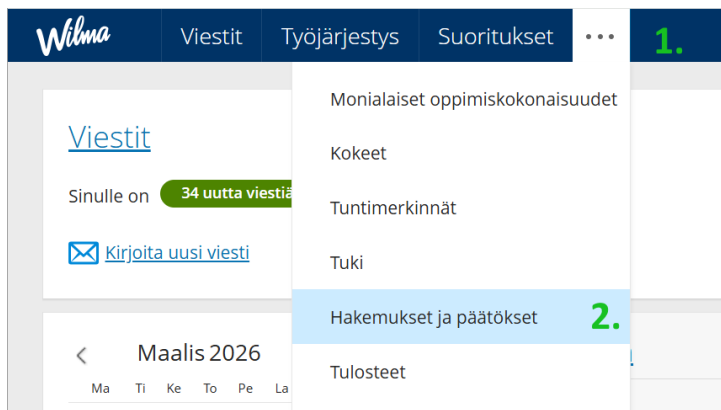 Wilma Viestit Työjärjestys Suoritukset ... 1.
Monialaiset oppimiskokonaisuudet
Viestit
Kokeet
Sinulle on 34 uutta viestiä
Tuntimerkinnät
Kirjoita uusi viesti
Tuki
Hakemukset ja päätökset 2.
Maalis 2026
Tulosteet
Ma Ti Ke To Pe La